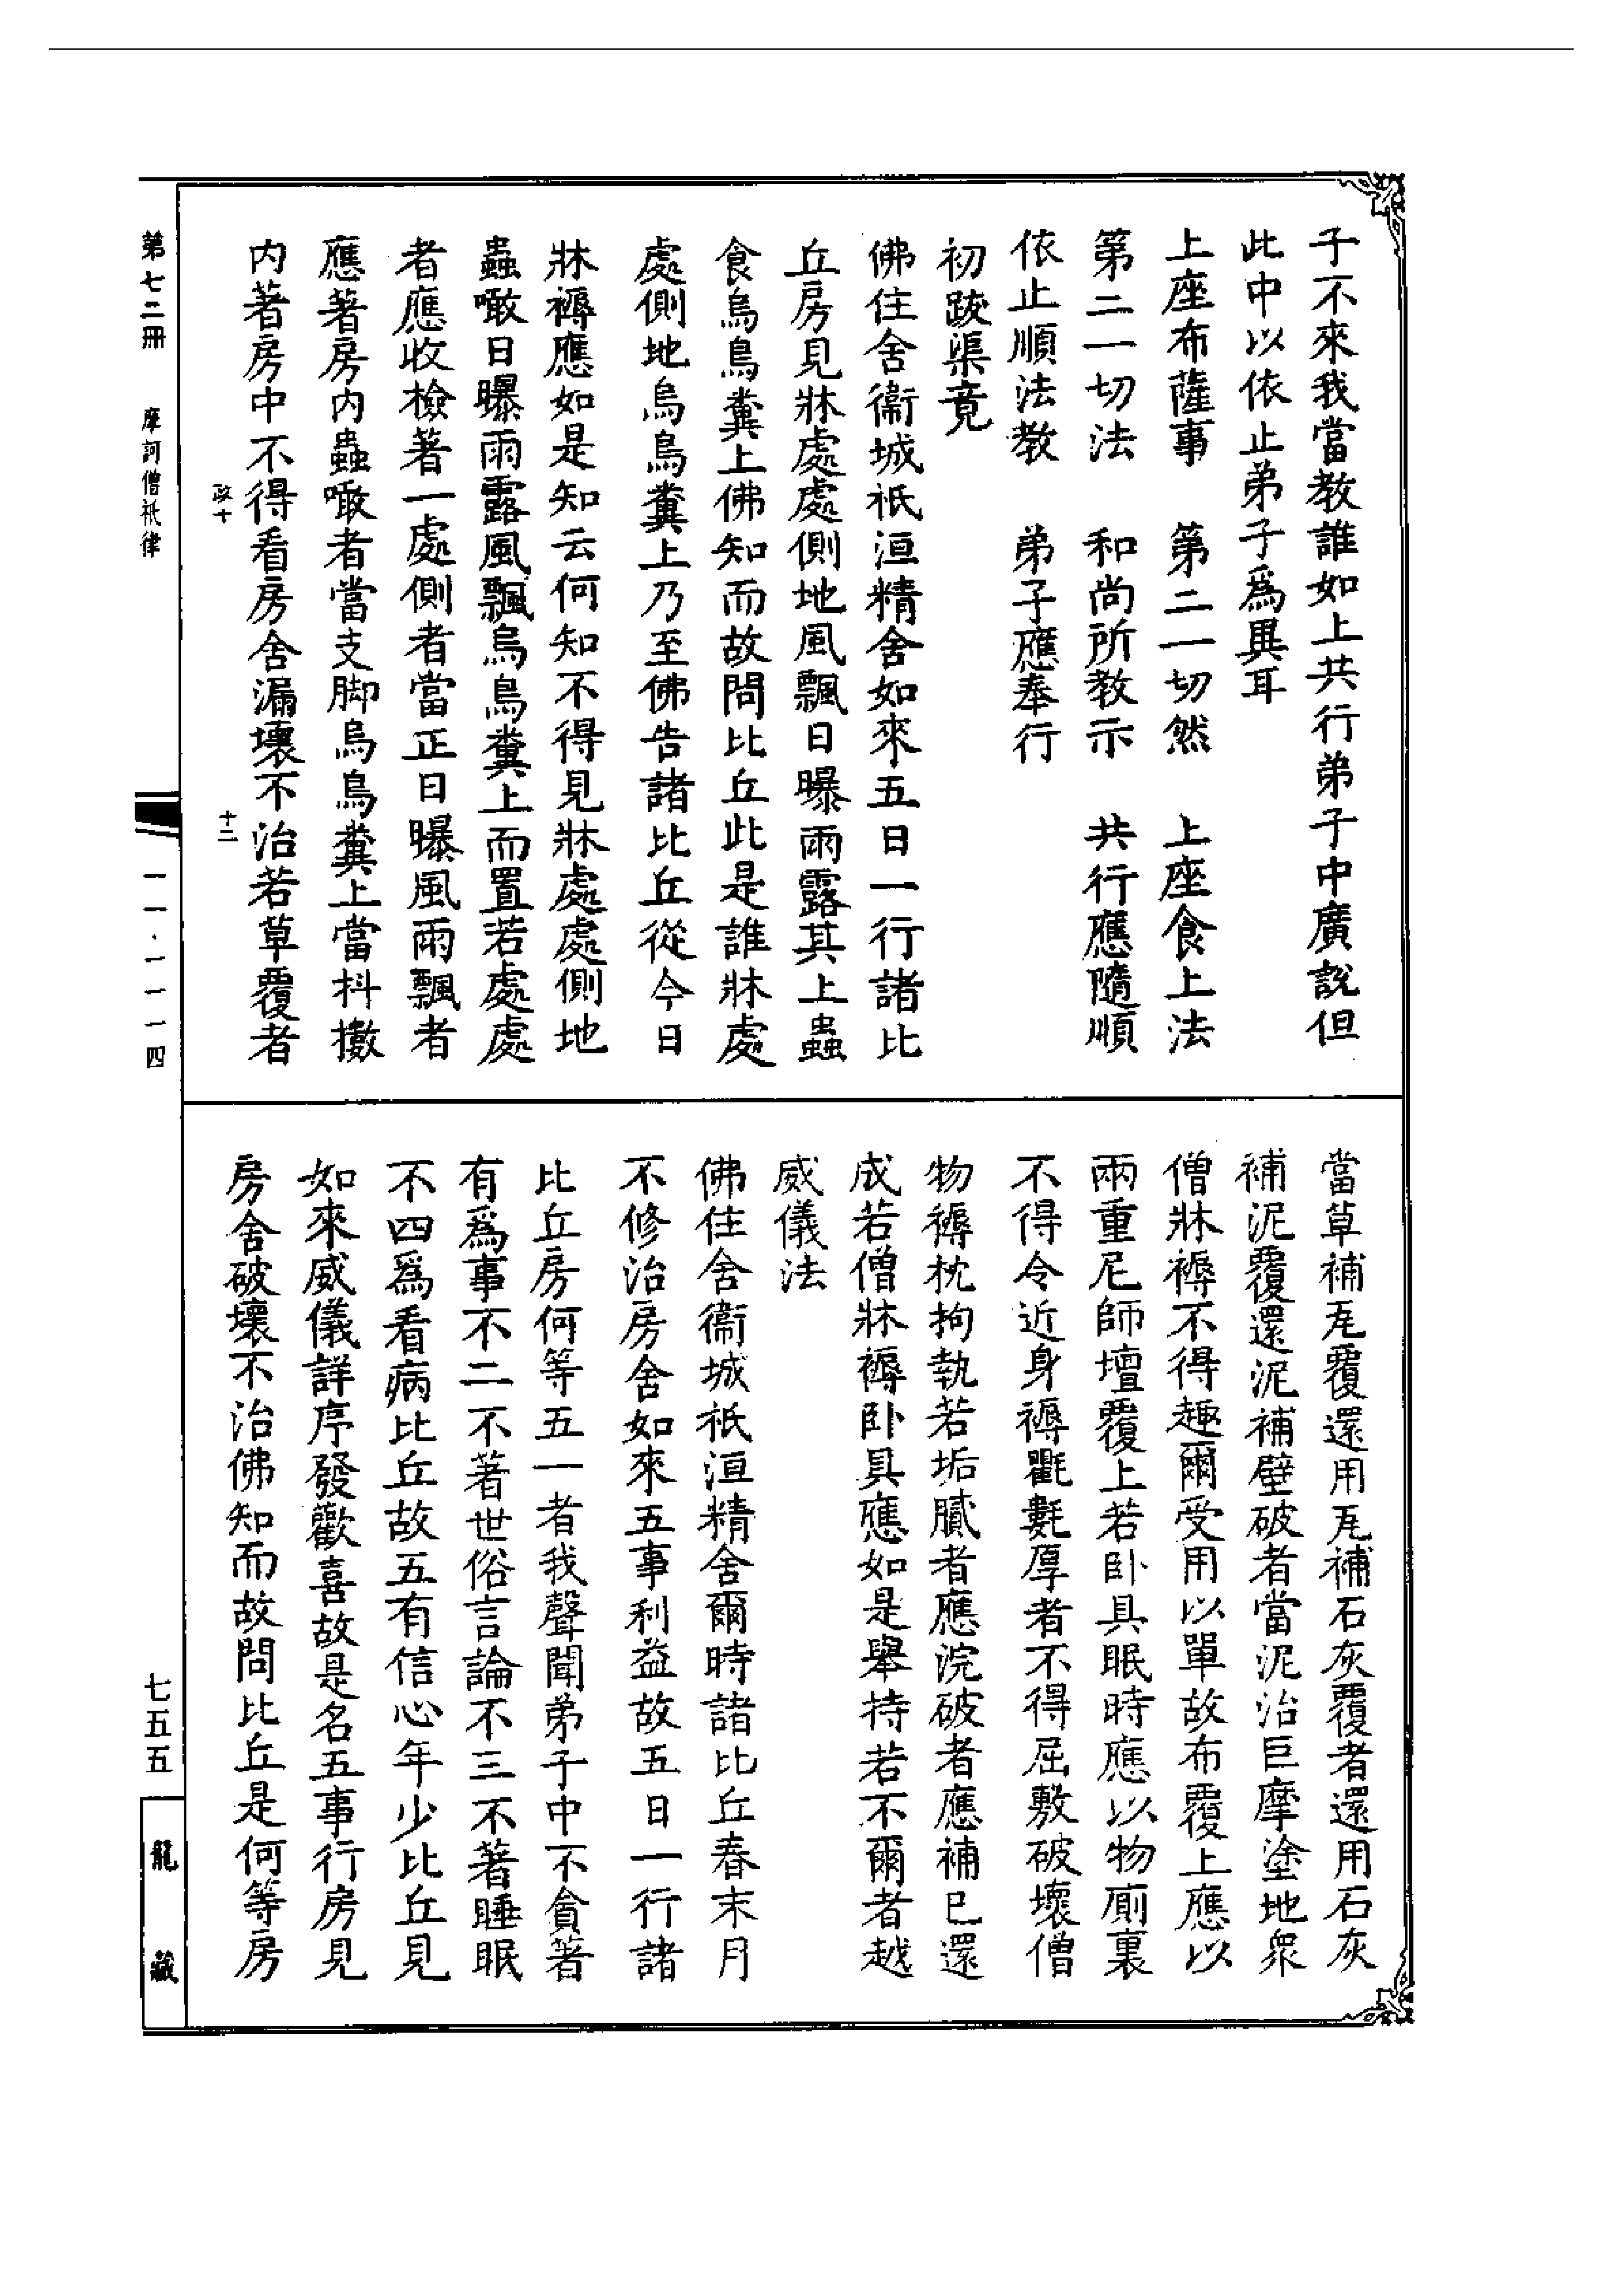 子不來我當教誰如上共行弟子中廣說但
此中以依止弟子為異耳
上座布薩事　第二一切然　上座食上法
第二一切法　和尚所教示　共行應隨順
依止順法教　弟子應奉行
初跋渠竟
佛住舍衞城祇洹精舍如來五日一行諸比
丘房見牀處處側地風飄日曝雨露其上蟲
食烏鳥糞上佛知而故問比丘此是誰牀處
處側地烏鳥糞上乃至佛告諸比丘從今日
牀褥應如是知云何知不得見牀處處側地
蟲噉日曝雨露風飄烏鳥糞上而置若處處
者應收檢著一處側者當正日曝風雨飄者
應著房內蟲噉者當支脚烏鳥糞上當抖擻
內著房中不得看房舍漏壞不治若草覆者
當草補瓦覆還用瓦補石灰覆者還用石灰
補泥覆還泥補壁破者當泥治巨摩塗地衆
僧牀褥不得趣爾受用以單故布覆上應以
兩重尼師壇覆上若卧具眠時應以物廁裏
不得令近身褥氍㲪厚者不得屈敷破壞僧
物褥枕拘執若垢膩者應浣破者應補已還
成若僧牀褥卧具應如是舉持若不爾者越
威儀法
佛住舍衞城祇洹精舍爾時諸比丘春末月
不修治房舍如來五事利益故五日一行諸
比丘房何等五一者我聲聞弟子中不貪著
有爲事不二不著世俗言論不三不著睡眠
不四爲看病比丘故五有信心年少比丘見
如來威儀詳序發歡喜故是名五事行房見
房舍破壞不治佛知而故問比丘是何等房
第七二冊　摩訶僧祇律　一一·一一一四　七五五　龍藏
政十　十二